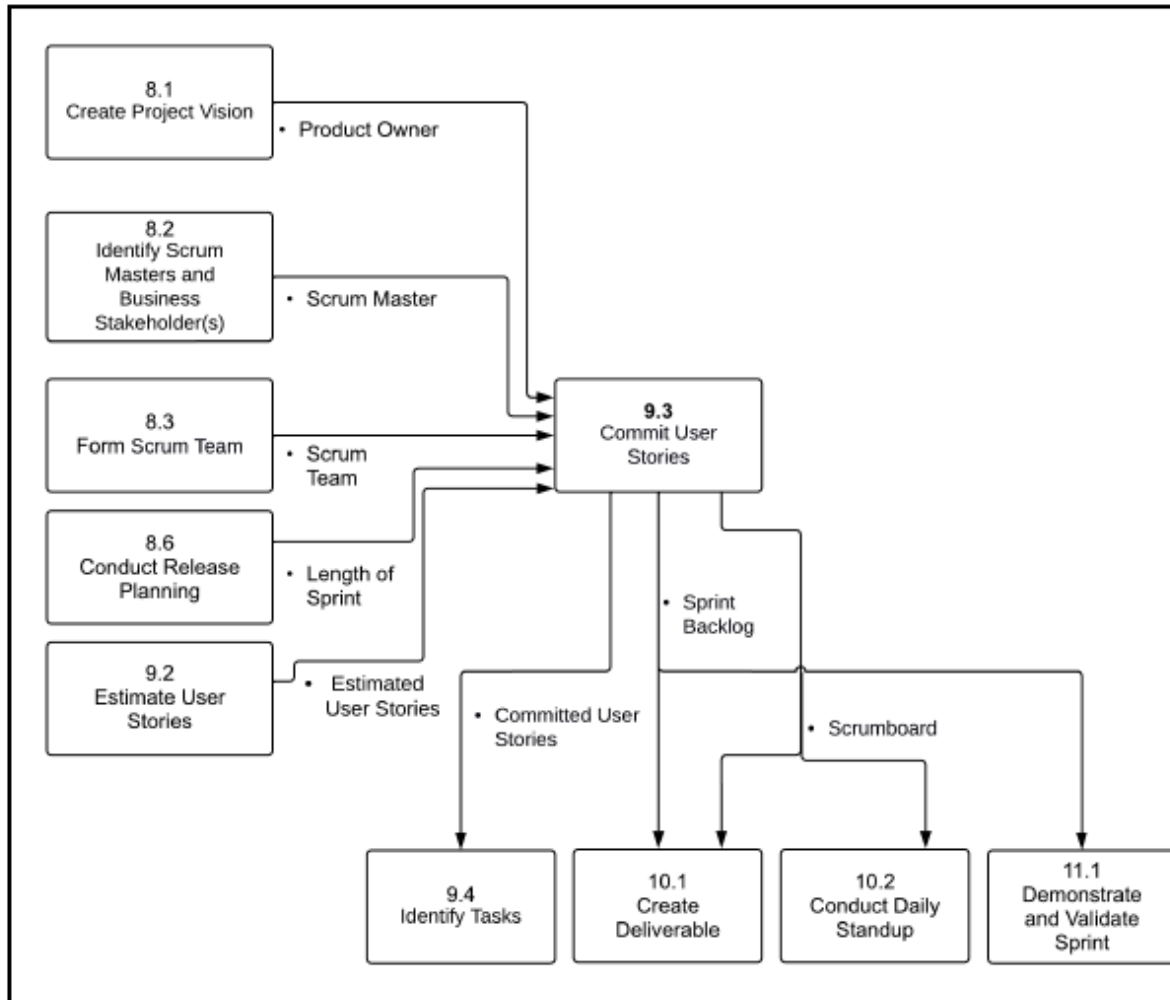 8.1
Create Project Vision
• Product Owner
8.2
Identify Scrum
Masters and
Business
Stakeholder(s)
• Scrum Master
8.3
Form Scrum Team
• Scrum
Team
9.3
Commit User
Stories
8.6
Conduct Release
Planning
• Length of
Sprint
9.2
Estimate User
Stories
• Estimated
User Stories
• Sprint
Backlog
• Committed User
Stories
• Scrumboard
9.4
Identify Tasks
10.1
Create
Deliverable
10.2
Conduct Daily
Standup
11.1
Demonstrate
and Validate
Sprint